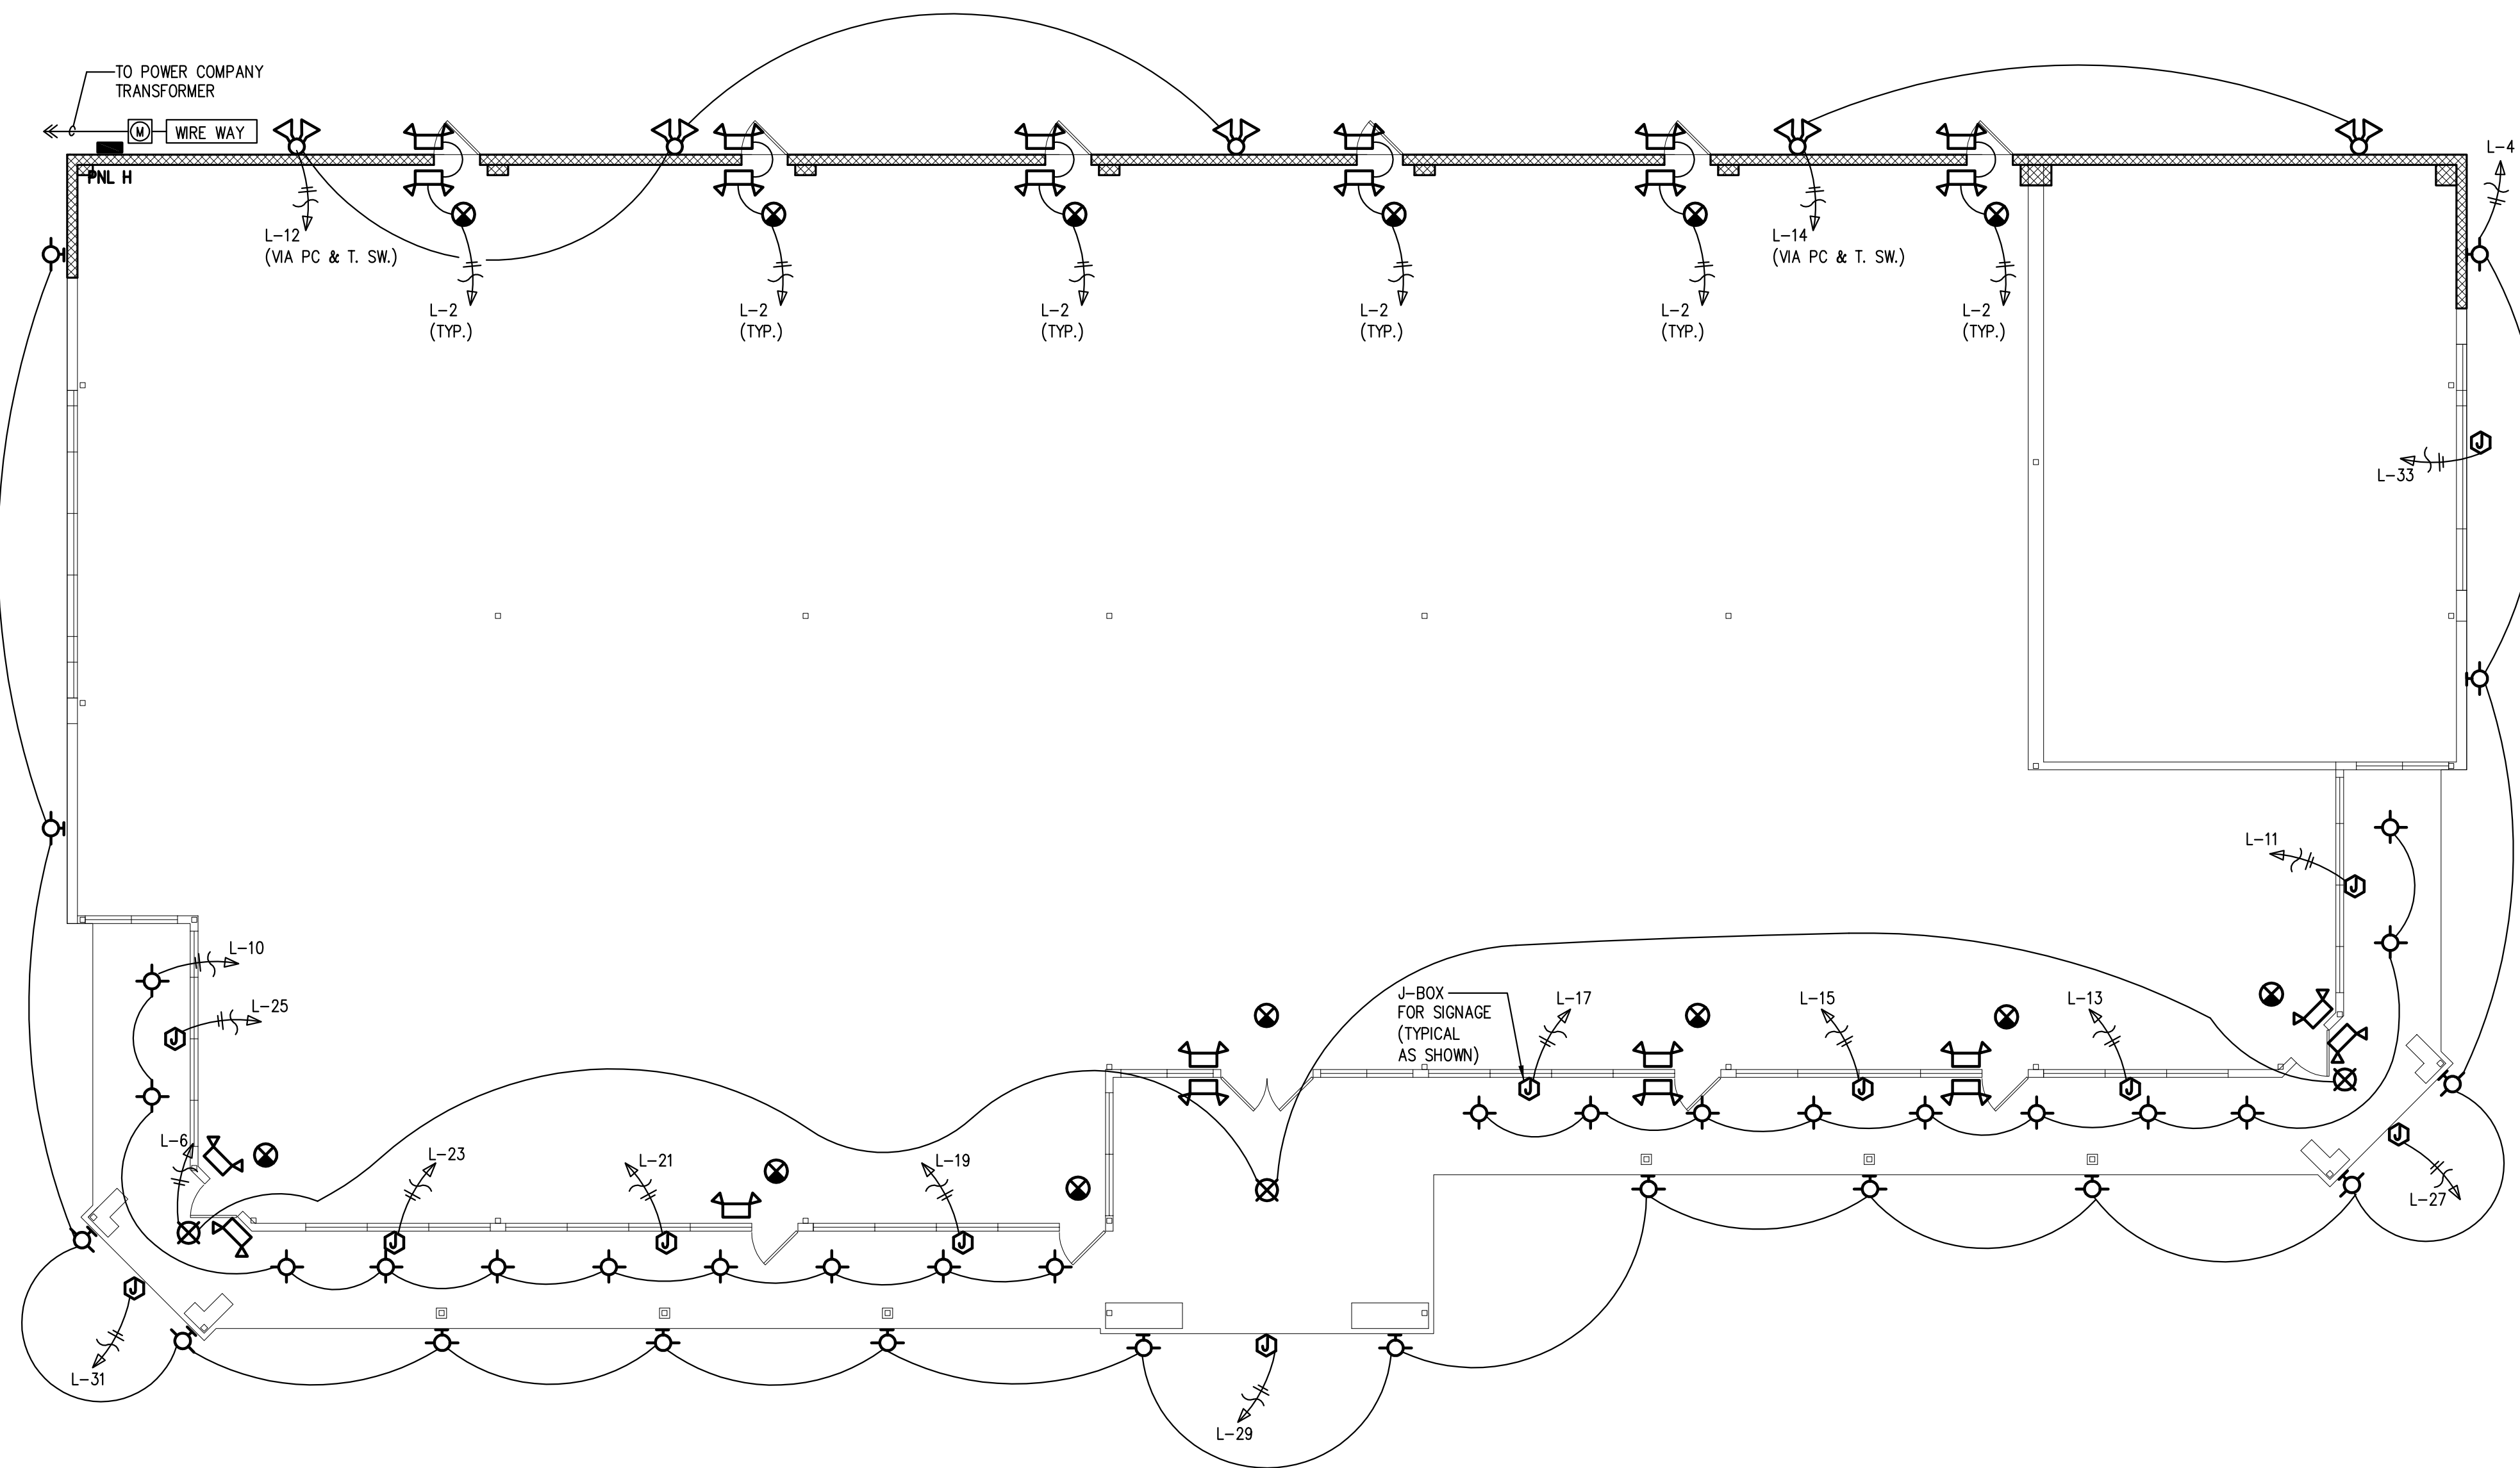 TO POWER COMPANY
TRANSFORMER
M
WIRE WAY
PNL H
L-4
L-12
(VIA PC & T. SW.)
L-14
(VIA PC & T. SW.)
L-2
(TYP.)
L-2
(TYP.)
L-2
(TYP.)
L-2
(TYP.)
L-2
(TYP.)
L-2
(TYP.)
J
L-33
L-11
J
L-10
L-25
J
J-BOX
FOR SIGNAGE
(TYPICAL
AS SHOWN)
L-17
L-15
L-13
J
J
J
L-6
L-23
L-21
L-19
J
L-27
J
J
J
J
L-31
J
L-29